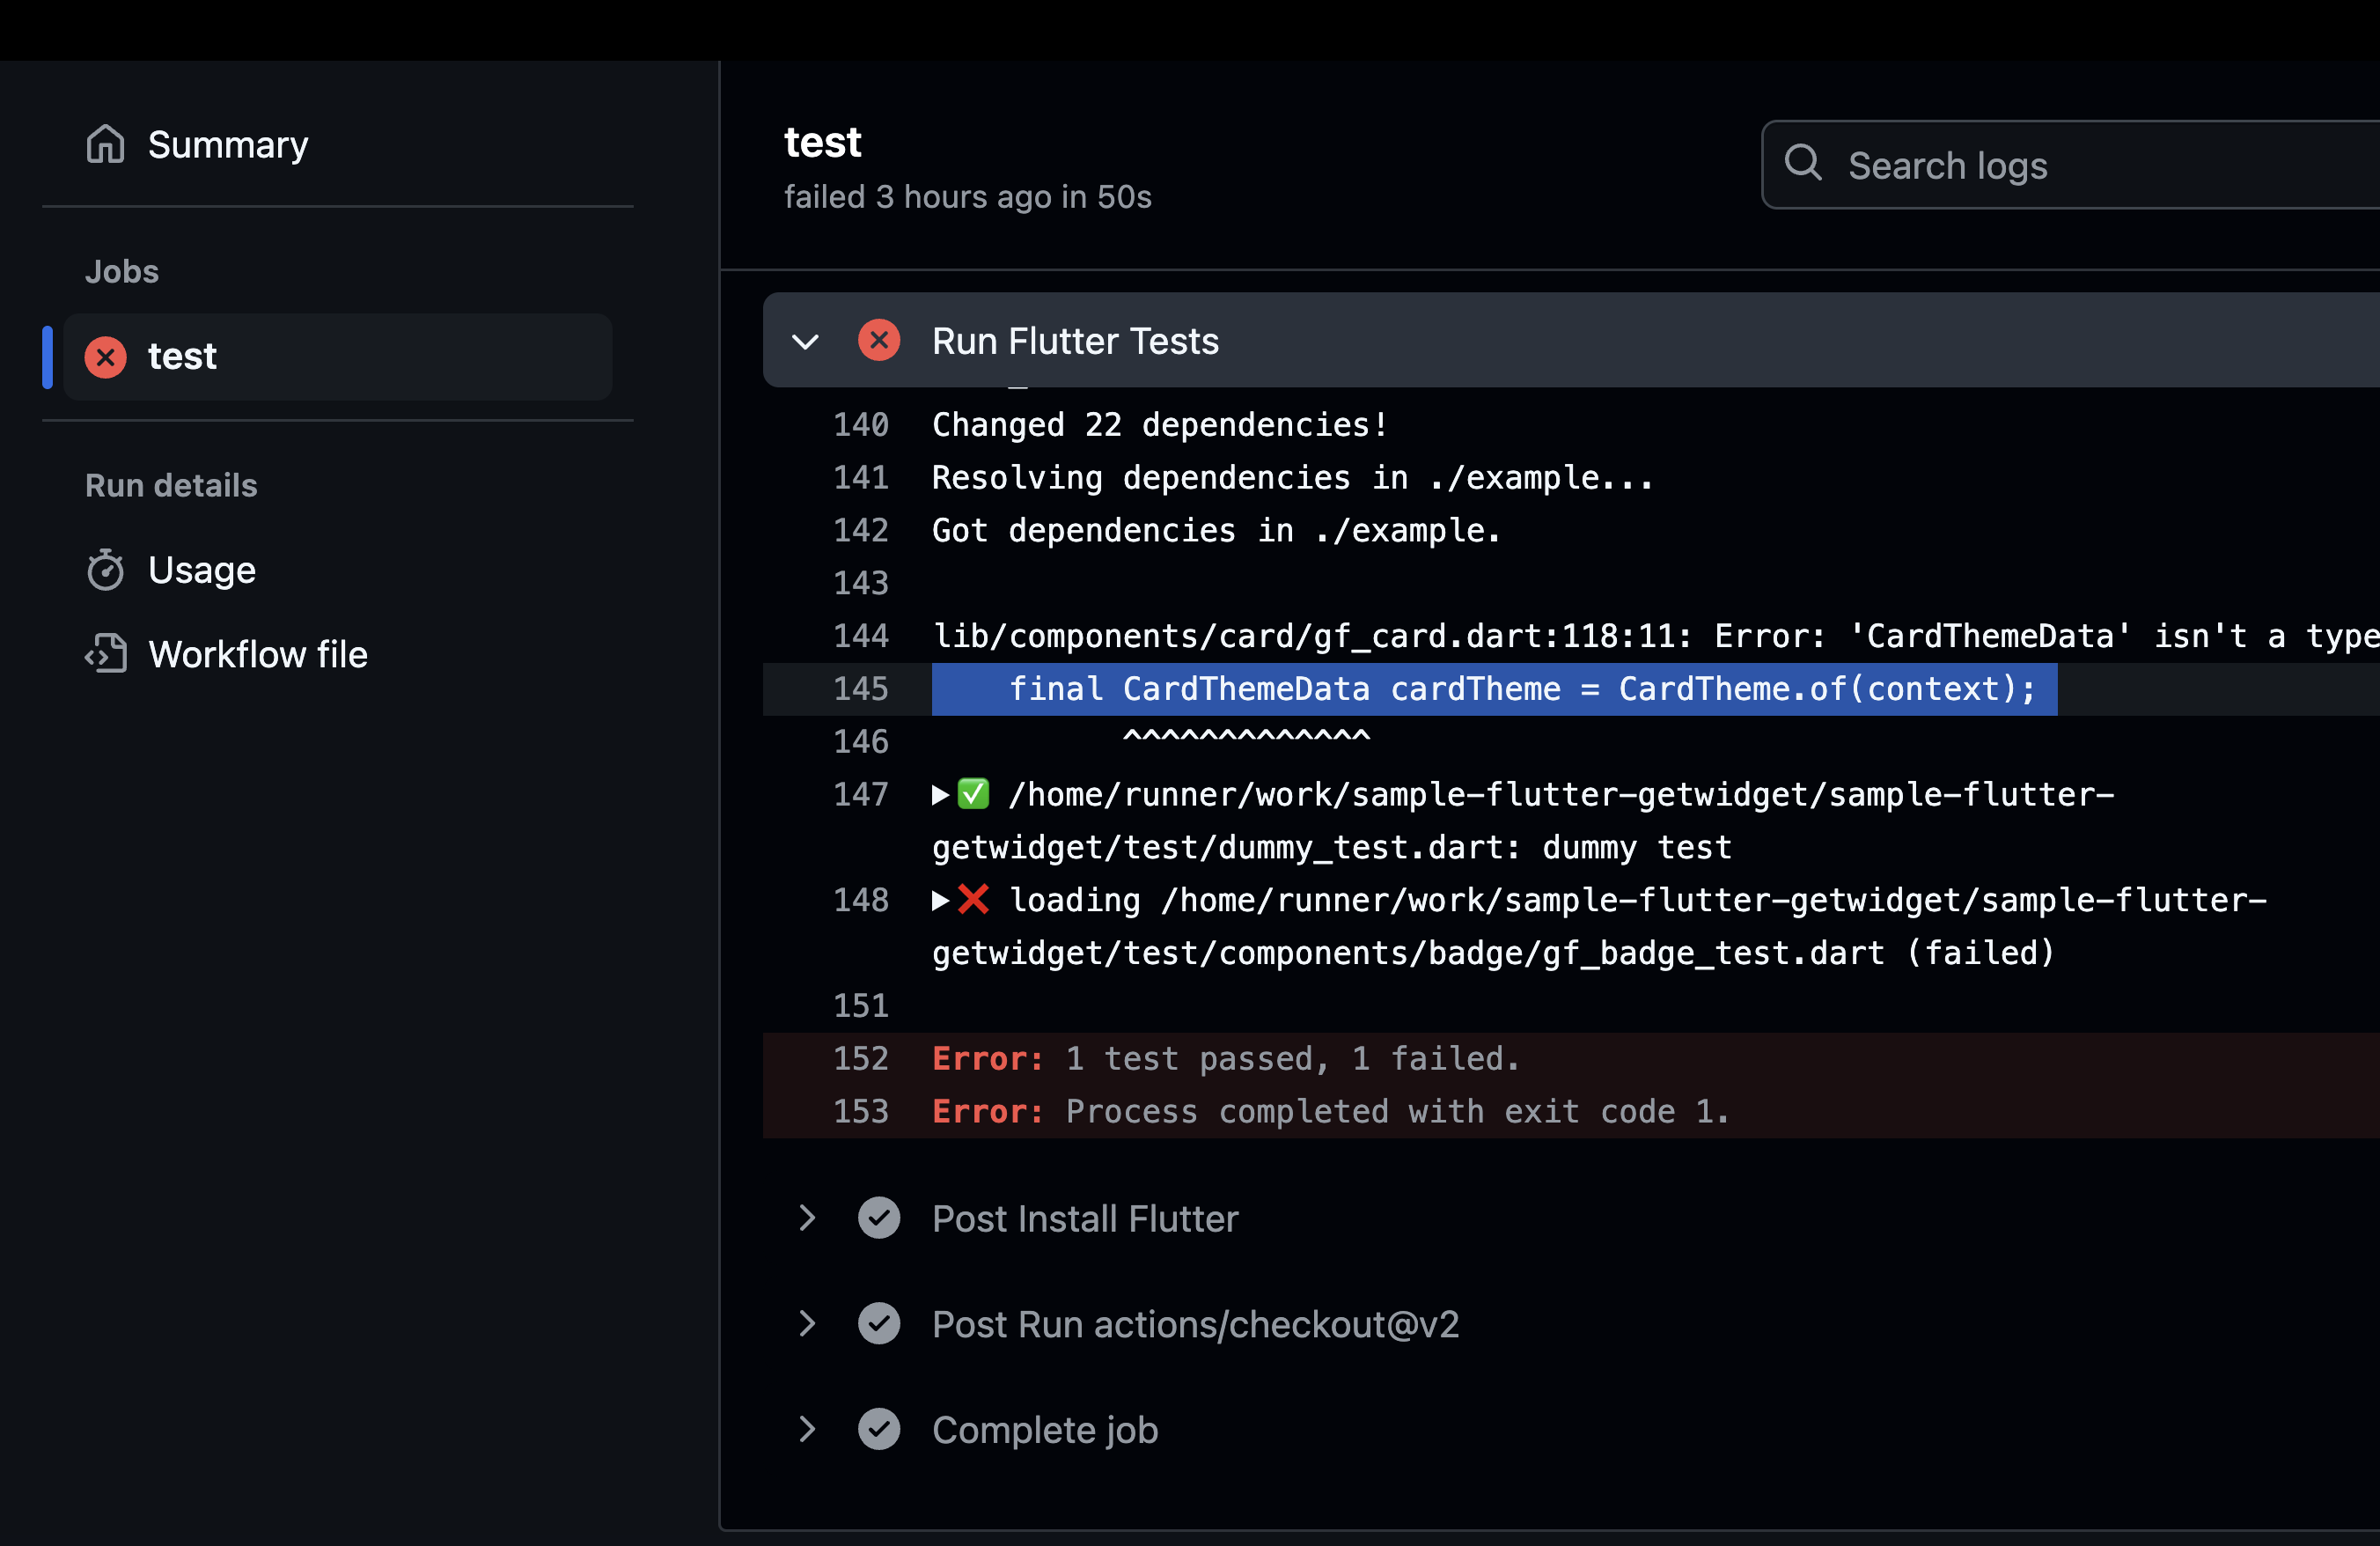 Summary
Jobs
test
Run details
Usage
Workflow file
test
failed 3 hours ago in 50s
Search logs
Run Flutter Tests
140 Changed 22 dependencies!
141 Resolving dependencies in ./example...
142 Got dependencies in ./example.
143
144 lib/components/card/gf_card.dart:118:11: Error: 'CardThemeData' isn't a type
145 final CardThemeData cardTheme = CardTheme.of(context);
146 ^^^^^^^^^^^^^
147 ▶✅ /home/runner/work/sample-flutter-getwidget/sample-flutter-
getwidget/test/dummy_test.dart: dummy test
148 ▶❌ loading /home/runner/work/sample-flutter-getwidget/sample-flutter-
getwidget/test/components/badge/gf_badge_test.dart (failed)
151
152 Error: 1 test passed, 1 failed.
153 Error: Process completed with exit code 1.
Post Install Flutter
Post Run actions/checkout@v2
Complete job